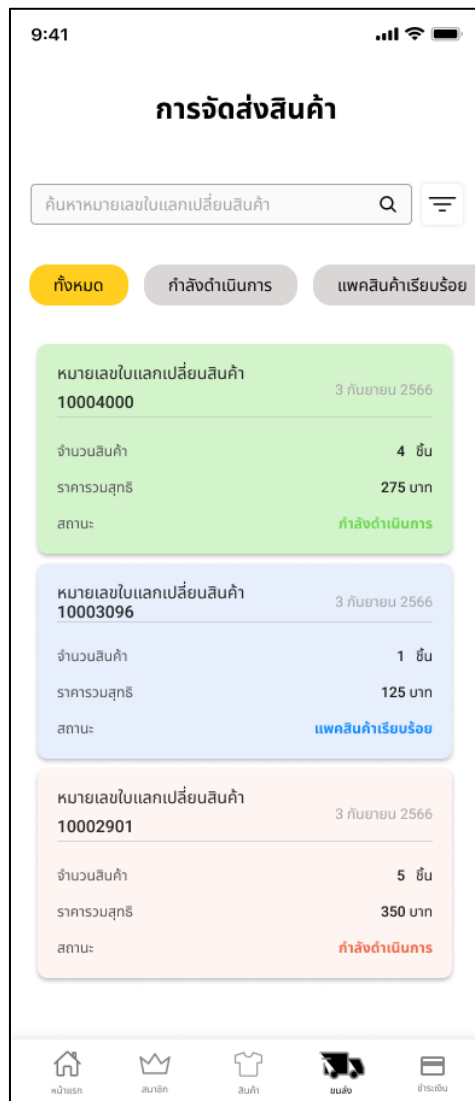 9:41
การจัดส่งสินค้า
ค้นหาหมายเลขใบแลกเปลี่ยนสินค้า
ทั้งหมด กำลังดำเนินการ แพคสินค้าเรียบร้อย
หมายเลขใบแลกเปลี่ยนสินค้า
10004000 3 กันยายน 2566
จำนวนสินค้า 4 ชิ้น
ราคารวมสุทธิ 275 บาท
สถานะ กำลังดำเนินการ
หมายเลขใบแลกเปลี่ยนสินค้า
10003096 3 กันยายน 2566
จำนวนสินค้า 1 ชิ้น
ราคารวมสุทธิ 125 บาท
สถานะ แพคสินค้าเรียบร้อย
หมายเลขใบแลกเปลี่ยนสินค้า
10002901 3 กันยายน 2566
จำนวนสินค้า 5 ชิ้น
ราคารวมสุทธิ 350 บาท
สถานะ กำลังดำเนินการ
หน้าแรก สมาชิก สินค้า ขนส่ง ชำระเงิน